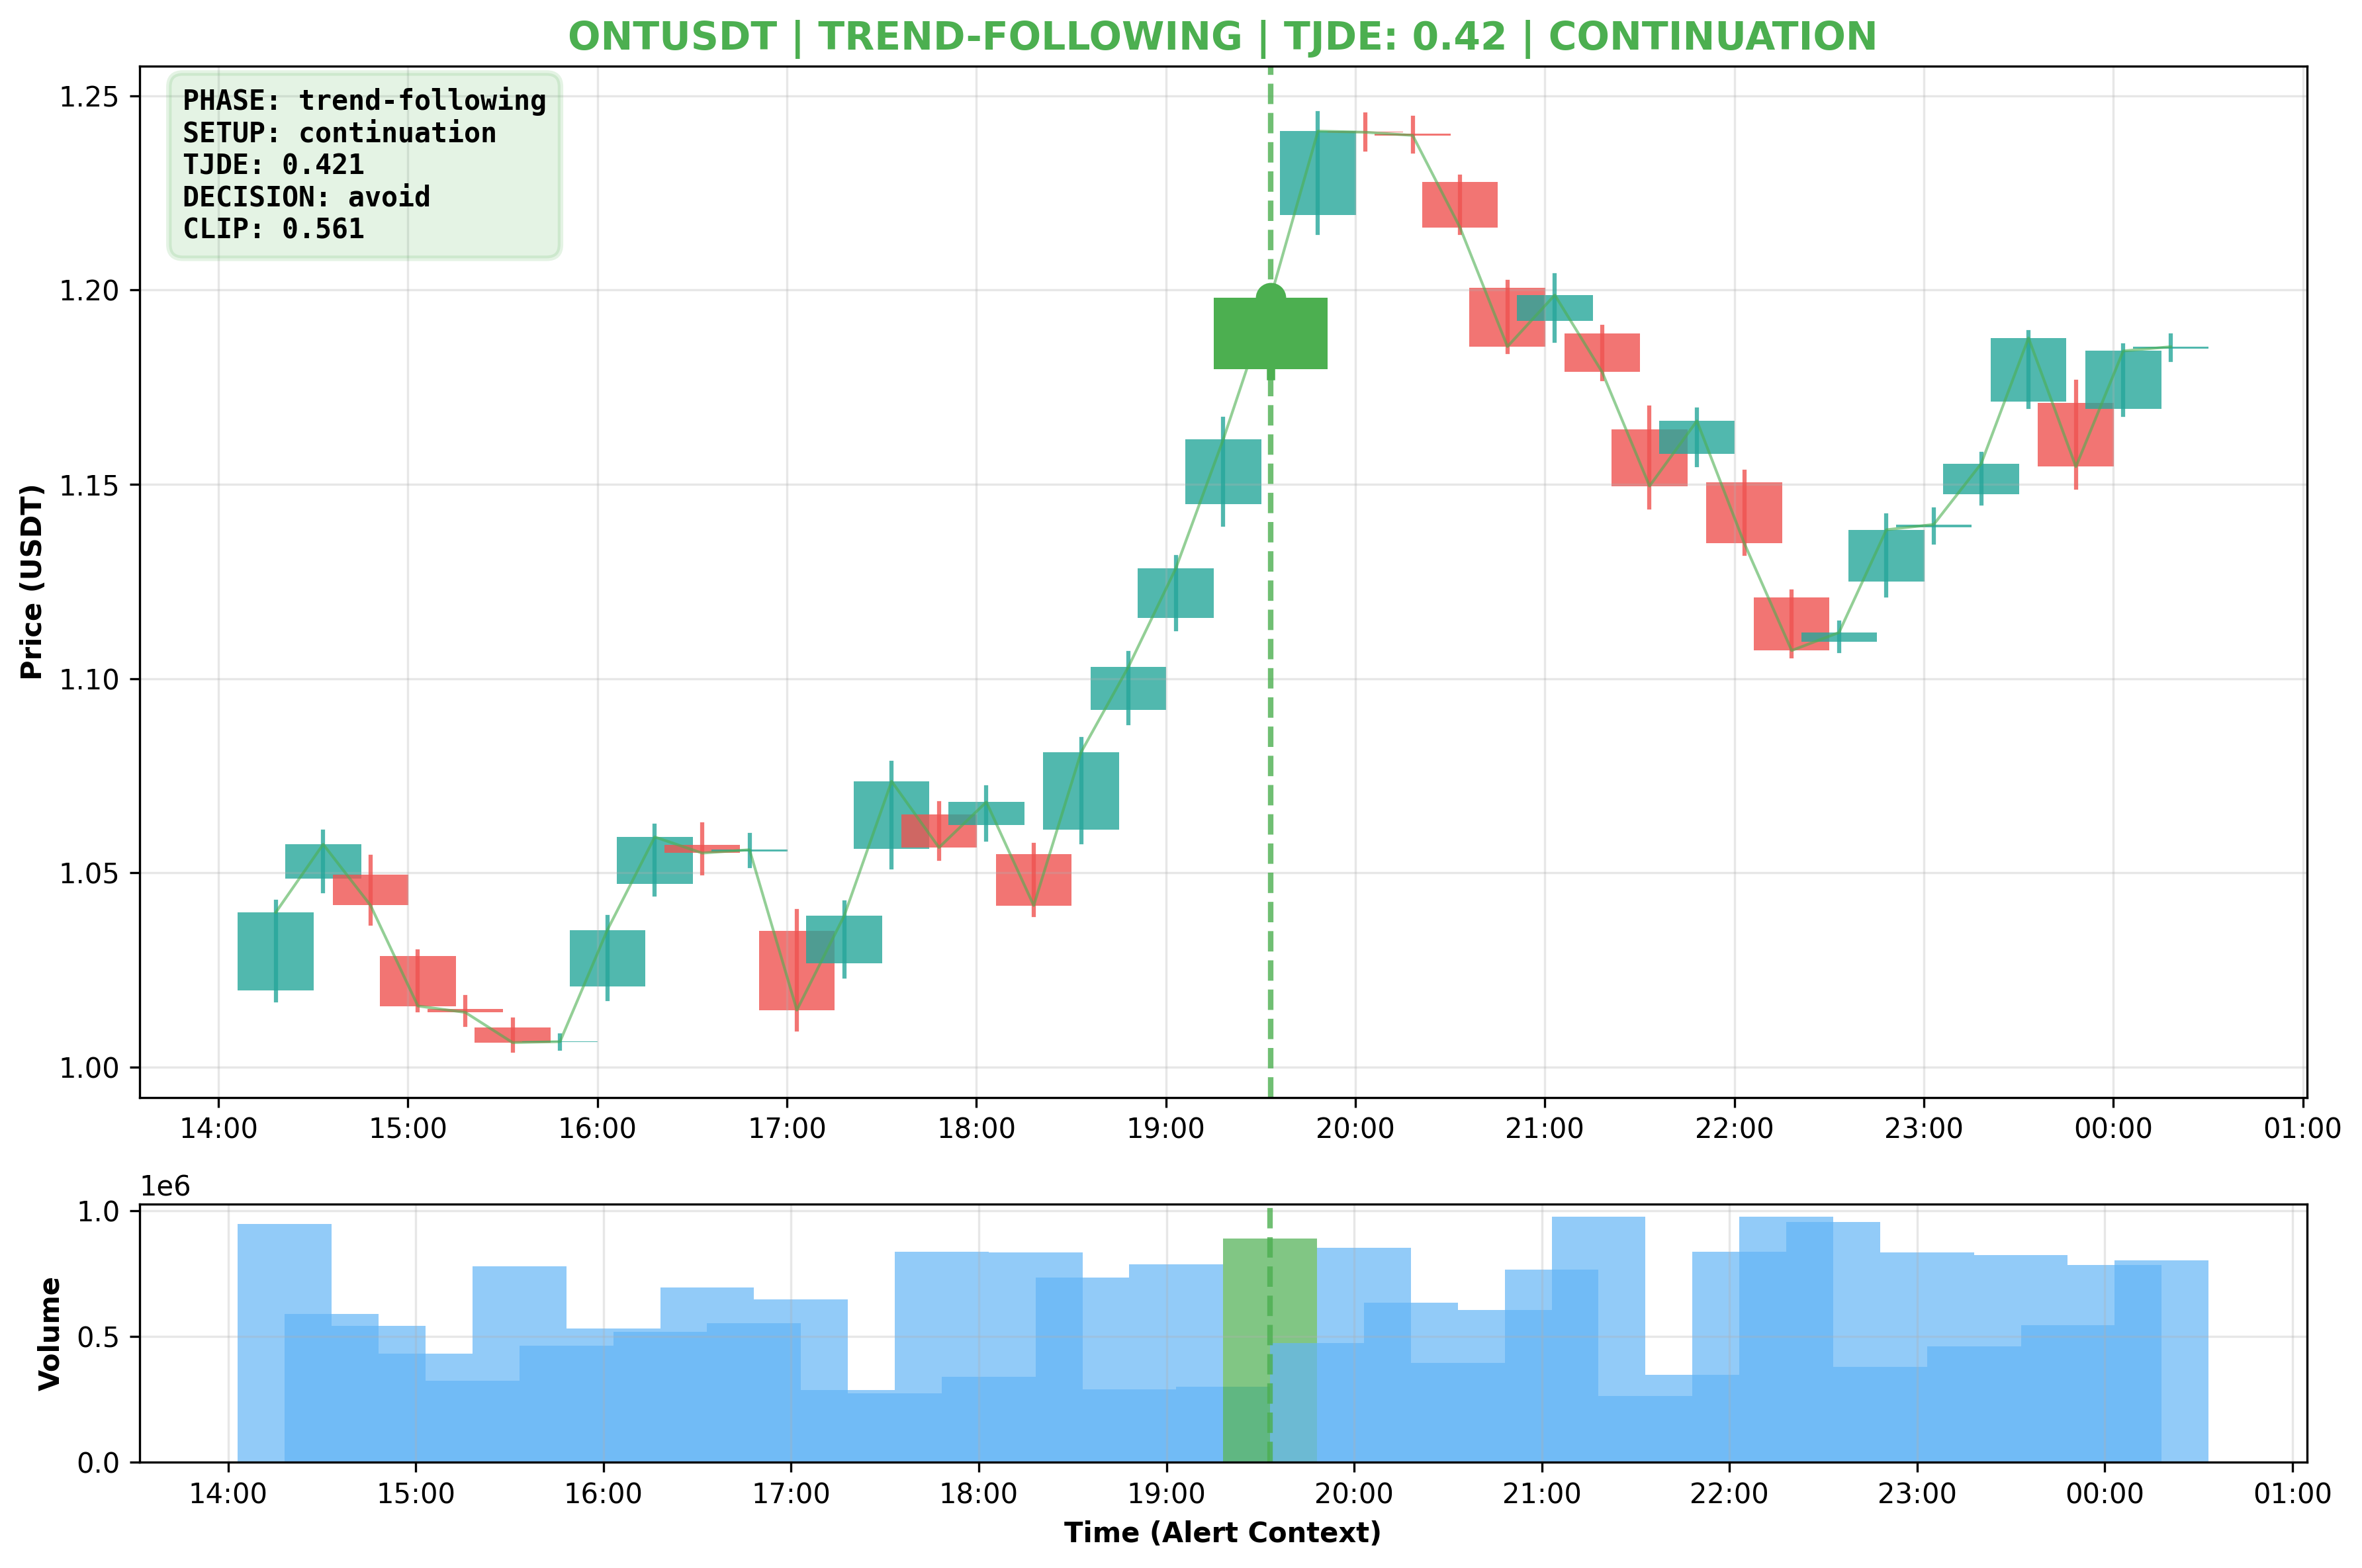 ONTUSDT | TREND-FOLLOWING | TJDE: 0.42 | CONTINUATION
PHASE: trend-following
SETUP: continuation
TJDE: 0.421
DECISION: avoid
CLIP: 0.561
Price (USDT)
1.25
1.20
1.15
1.10
1.05
1.00
14:00 15:00 16:00 17:00 18:00 19:00 20:00 21:00 22:00 23:00 00:00 01:00
1e6
Volume
1.0
0.5
0.0
14:00 15:00 16:00 17:00 18:00 19:00 20:00 21:00 22:00 23:00 00:00 01:00
Time (Alert Context)